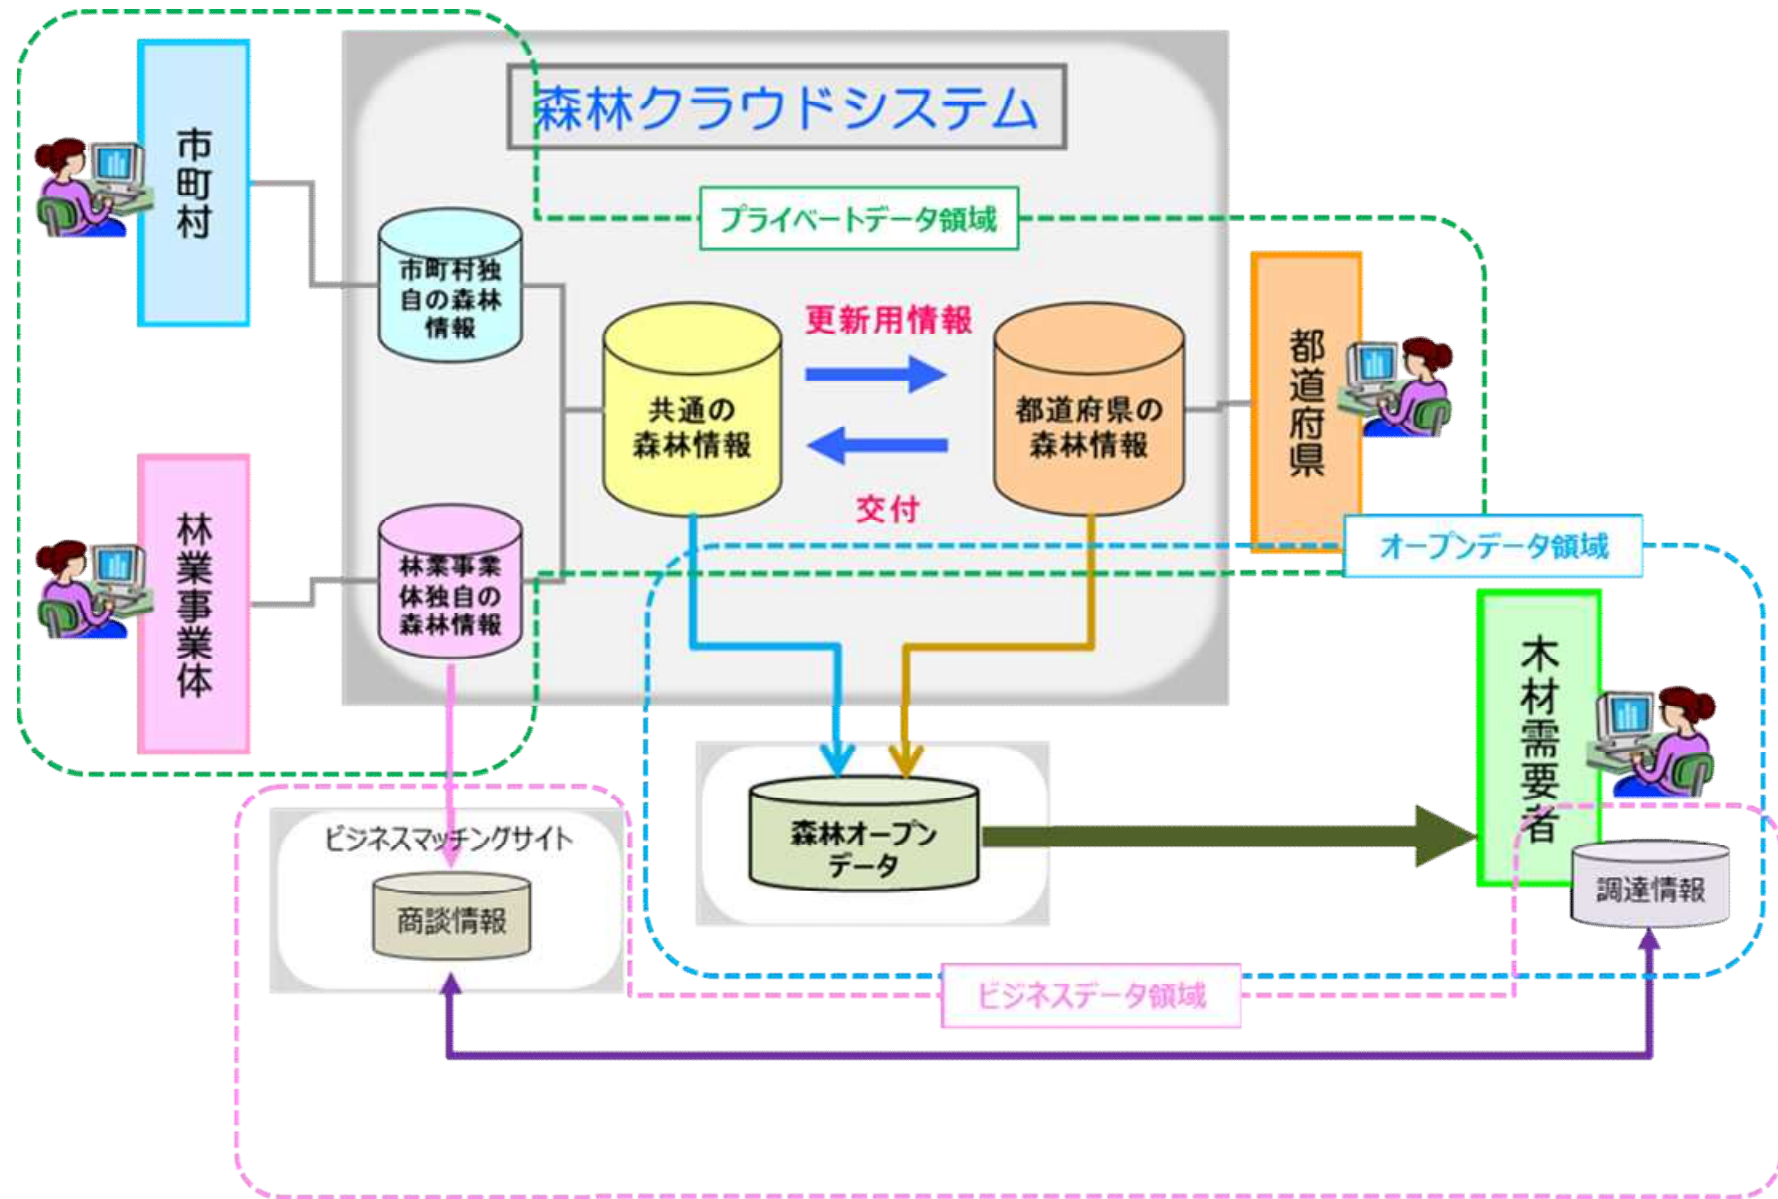 森林クラウドシステム
市町村
プライベートデータ領域
市町村独
自の森林
情報
更新用情報
共通の
森林情報
都道府県の
森林情報
都道府県
交付
林業事業体
林業事業
体独自の
森林情報
オープンデータ領域
木材需要者
ビジネスマッチングサイト
商談情報
森林オープン
データ
調達情報
ビジネスデータ領域